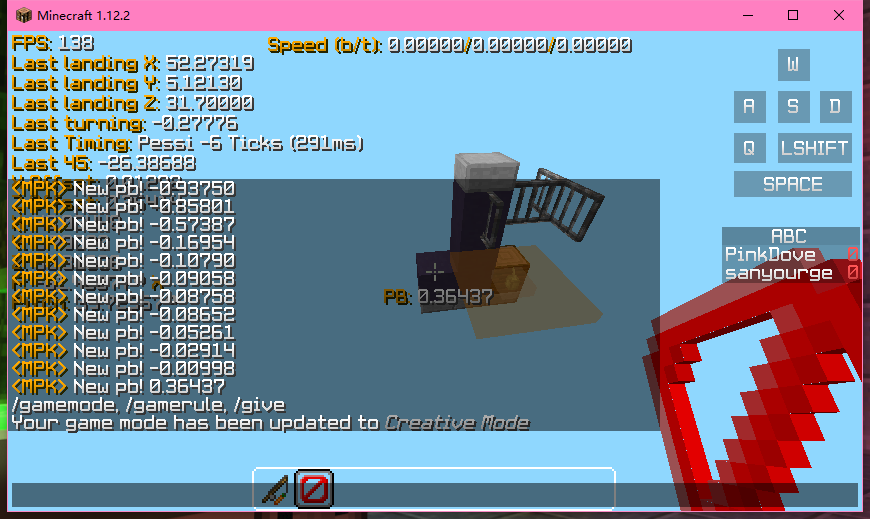 Minecraft 1.12.2
FPS: 138
Speed (b/t): 0.00000/0.00000/0.00000
Last landing X: 52.27319
Last landing Y: 5.12130
Last landing Z: 31.70000
Last turning: -0.27776
Last Timing: Pessi -6 Ticks (291ms)
Last 45: -26.38688
<MPK> New pb! -0.93750
<MPK> New pb! -0.85801
<MPK> New pb! -0.57387
<MPK> New pb! -0.16954
<MPK> New pb! -0.10790
<MPK> New pb! -0.09058
<MPK> New pb! -0.08758
<MPK> New pb! -0.08652
<MPK> New pb! -0.05261
<MPK> New pb! -0.02914
<MPK> New pb! -0.00998
<MPK> New pb! 0.36437
/gamemode, /gamerule, /give
Your game mode has been updated to Creative Mode
PB: 0.36437
W
A S D
Q LSHIFT
SPACE
ABC
PinkDove 0
sanyourge 0